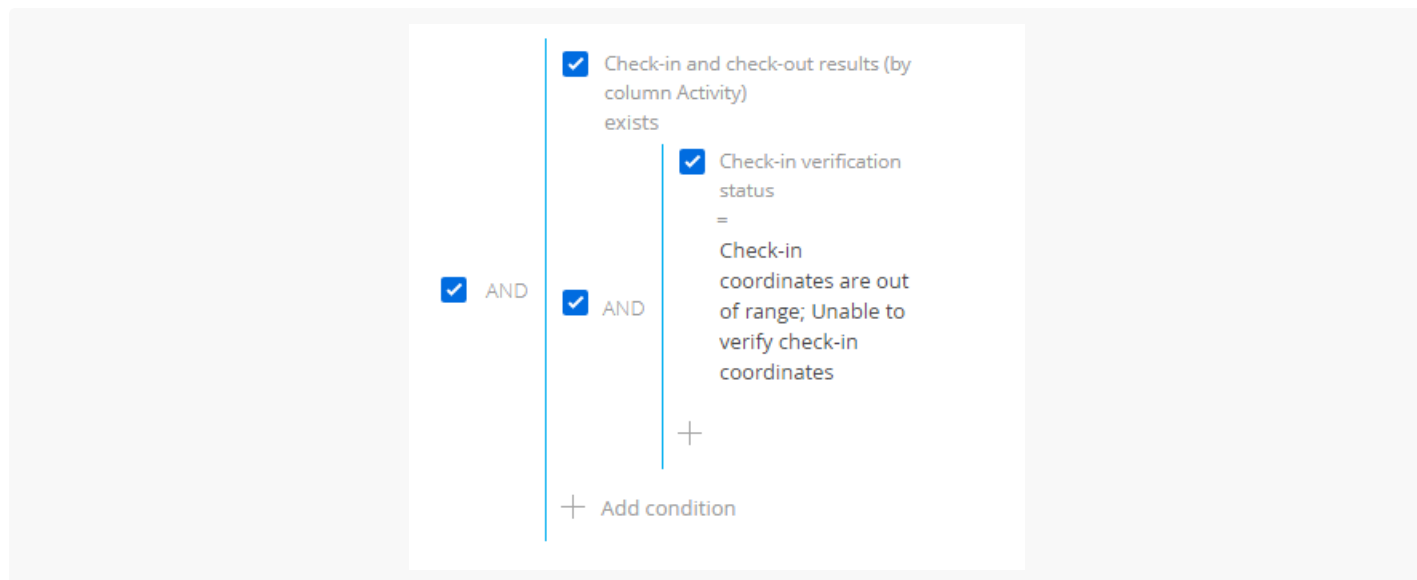 Check-in and check-out results (by
column Activity)
exists
Check-in verification
status
=
Check-in
coordinates are out
of range; Unable to
verify check-in
coordinates
AND
AND
Add condition